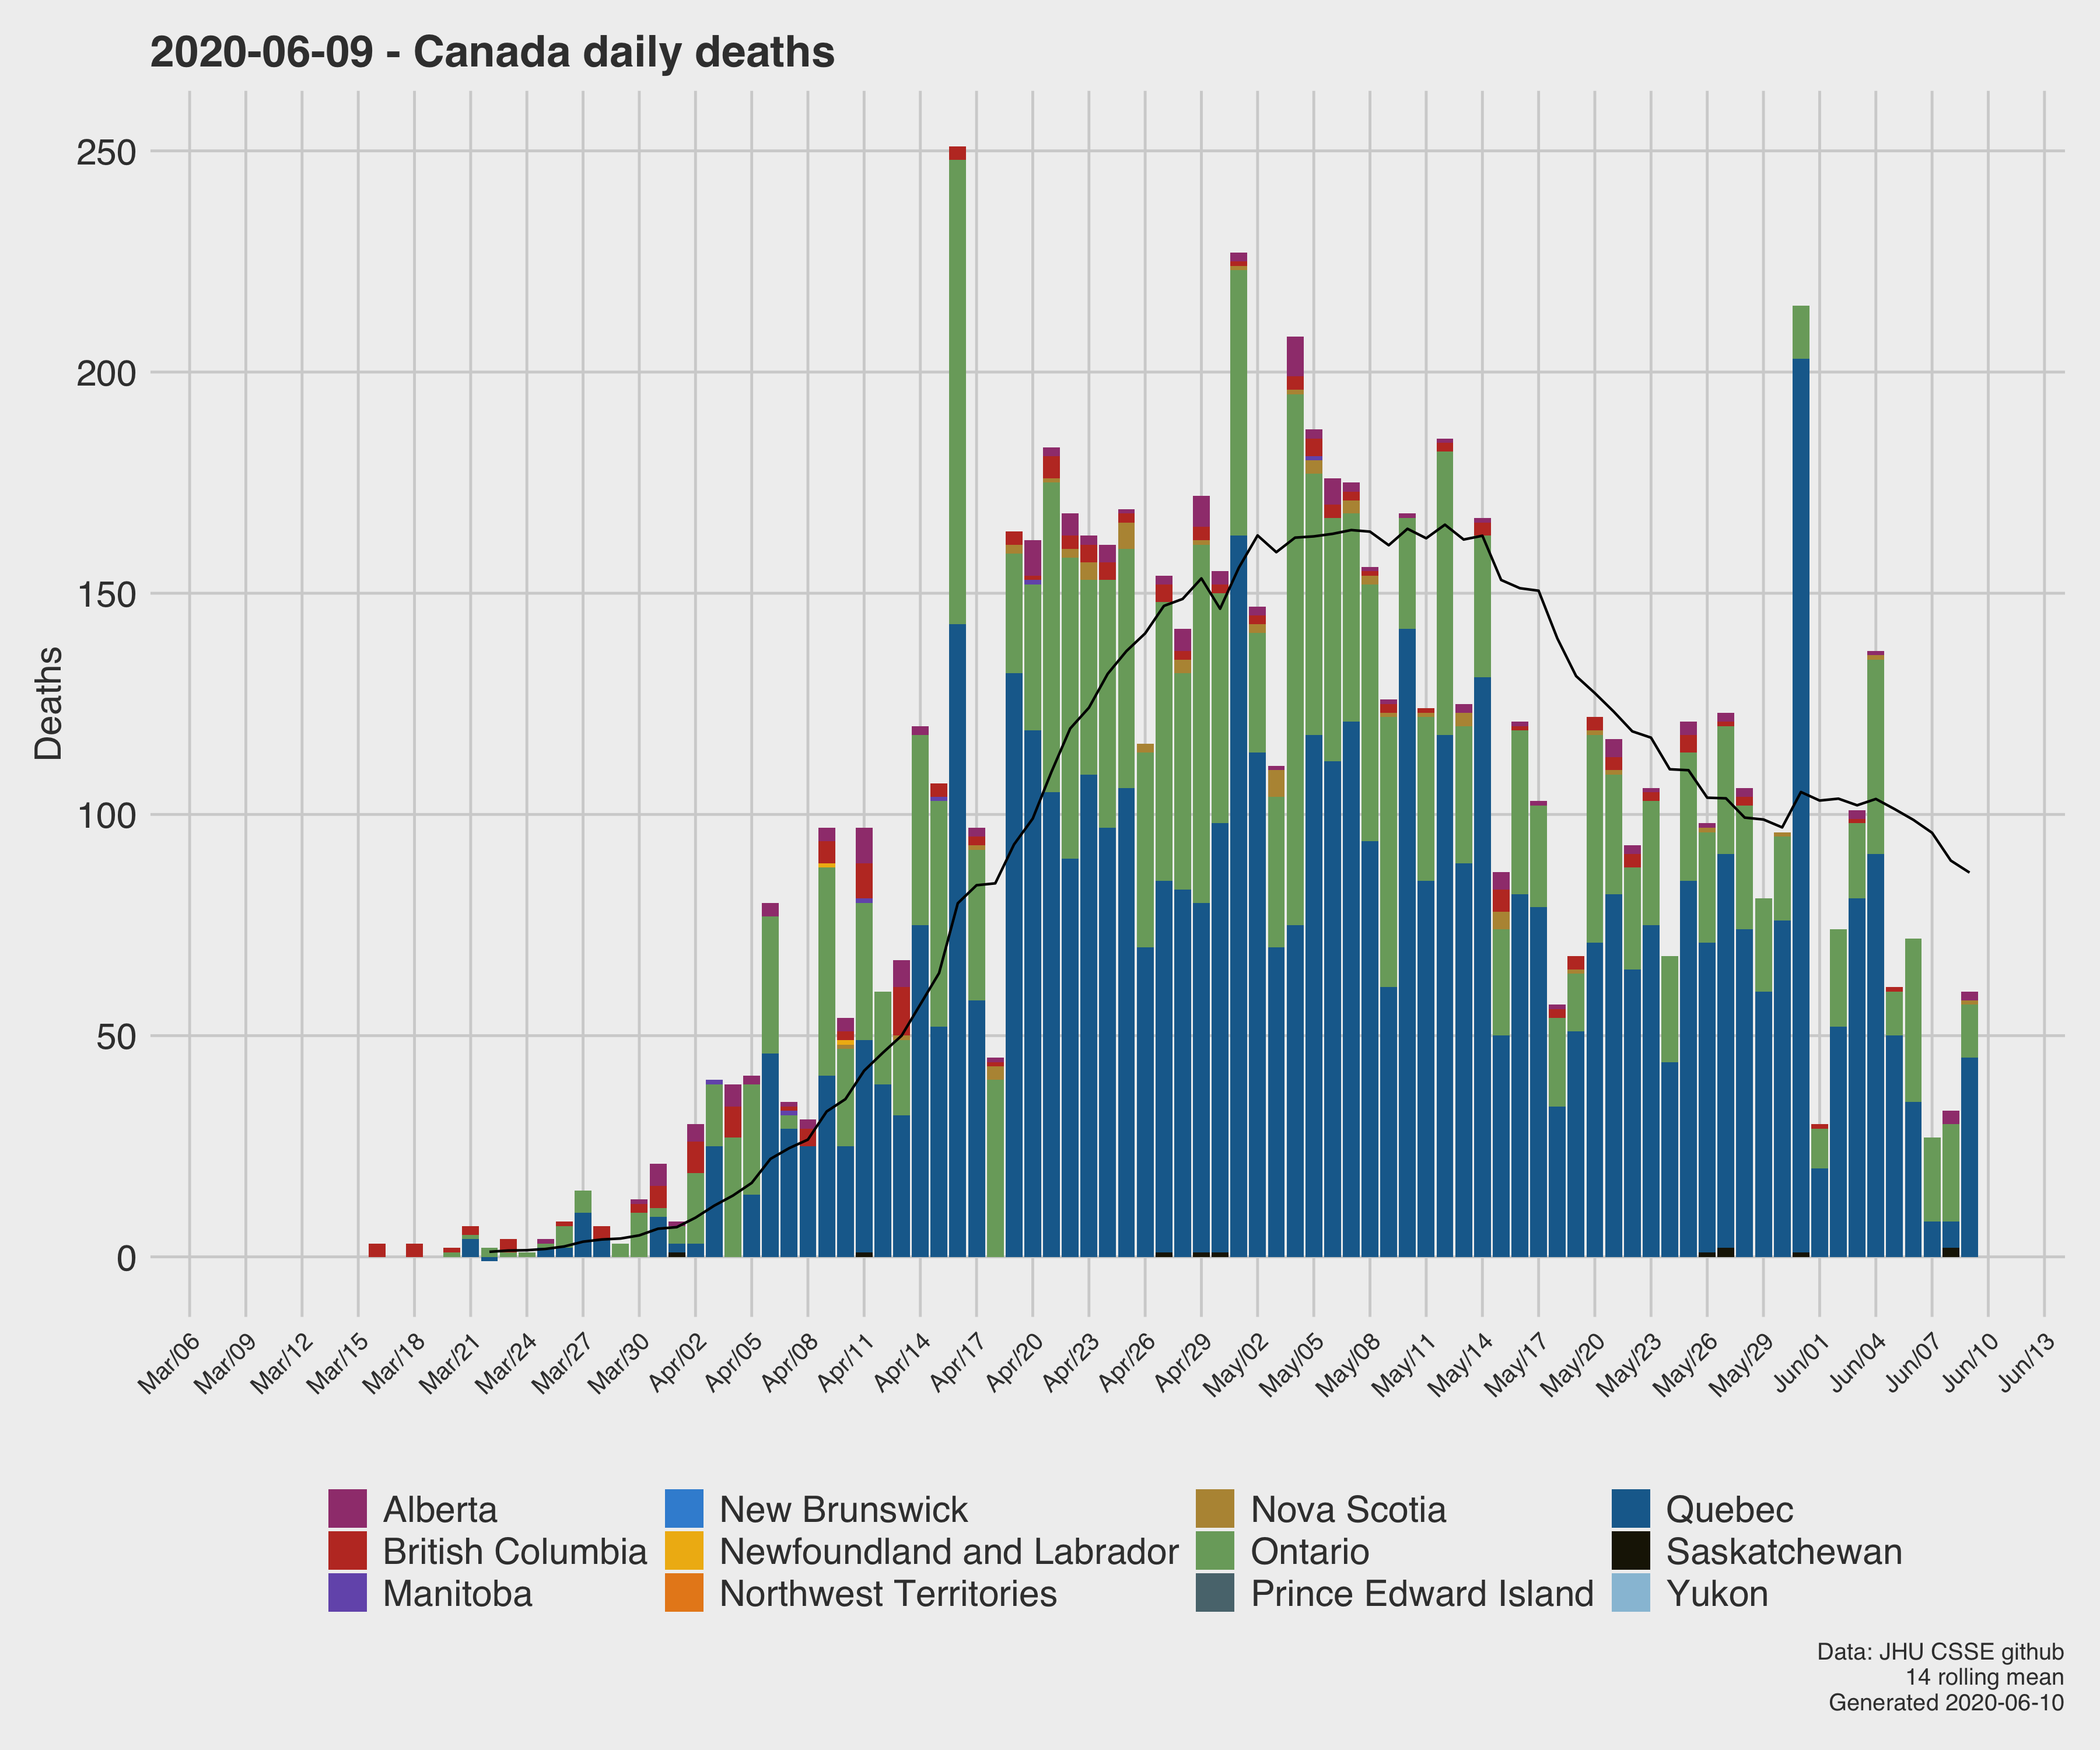 2020-06-09 - Canada daily deaths
250
200
150
100
50
0
Deaths
Mar/06
Mar/09
Mar/12
Mar/15
Mar/18
Mar/21
Mar/24
Mar/27
Mar/30
Apr/02
Apr/05
Apr/08
Apr/11
Apr/14
Apr/17
Apr/20
Apr/23
Apr/26
Apr/29
May/02
May/05
May/08
May/11
May/14
May/17
May/20
May/23
May/26
May/29
Jun/01
Jun/04
Jun/07
Jun/10
Jun/13
Alberta
British Columbia
Manitoba
New Brunswick
Newfoundland and Labrador
Northwest Territories
Nova Scotia
Ontario
Prince Edward Island
Quebec
Saskatchewan
Yukon
Data: JHU CSSE github
14 rolling mean
Generated 2020-06-10